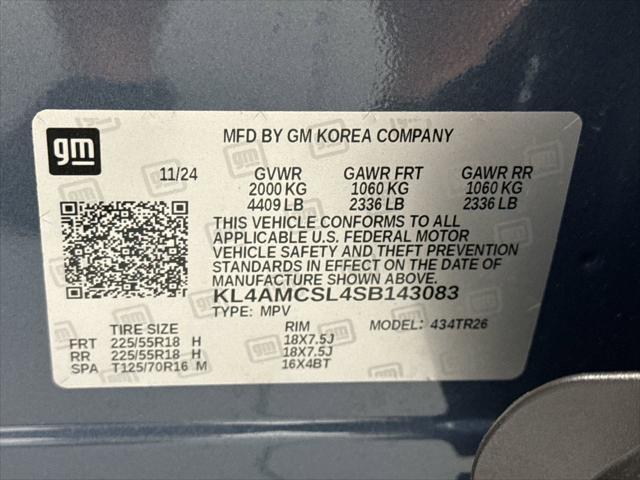 gm
MFD BY GM KOREA COMPANY
11/24 GVWR GAWR FRT GAWR RR
2000 KG 1060 KG 1060 KG
4409 LB 2336 LB 2336 LB
THIS VEHICLE CONFORMS TO ALL
APPLICABLE U.S. FEDERAL MOTOR
VEHICLE SAFETY AND THEFT PREVENTION
STANDARDS IN EFFECT ON THE DATE OF
MANUFACTURE SHOWN ABOVE.
KL4AMCSL4SB143083
TYPE: MPV MODEL: 434TR26
TIRE SIZE RIM
FRT 225/55R18 H 18X7.5J
RR 225/55R18 H 18X7.5J
SPA T125/70R16 M 16X4BT